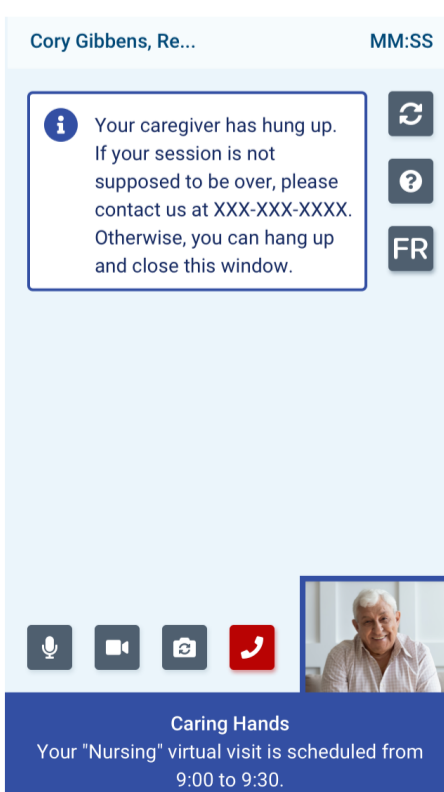 Cory Gibbens, Re...
MM:SS
Your caregiver has hung up.
If your session is not
supposed to be over, please
contact us at XXX-XXX-XXXX.
Otherwise, you can hang up
and close this window.
FR
Caring Hands
Your "Nursing" virtual visit is scheduled from
9:00 to 9:30.